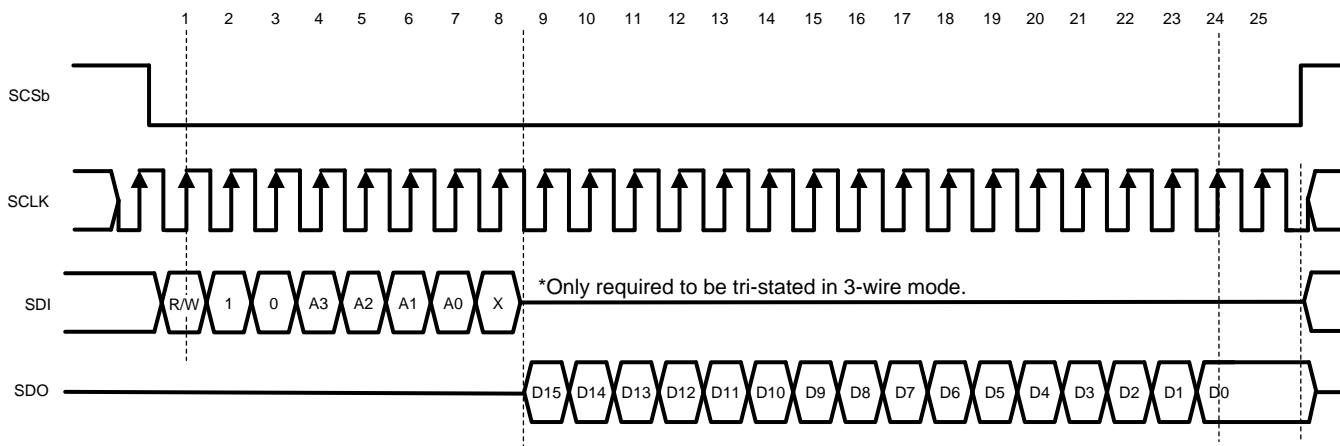 1 2 3 4 5 6 7 8 9 10 11 12 13 14 15 16 17 18 19 20 21 22 23 24 25
SCSb
SCLK
SDI R/W 1 0 A3 A2 A1 A0 X *Only required to be tri-stated in 3-wire mode.
SDO D15 D14 D13 D12 D11 D10 D9 D8 D7 D6 D5 D4 D3 D2 D1 D0